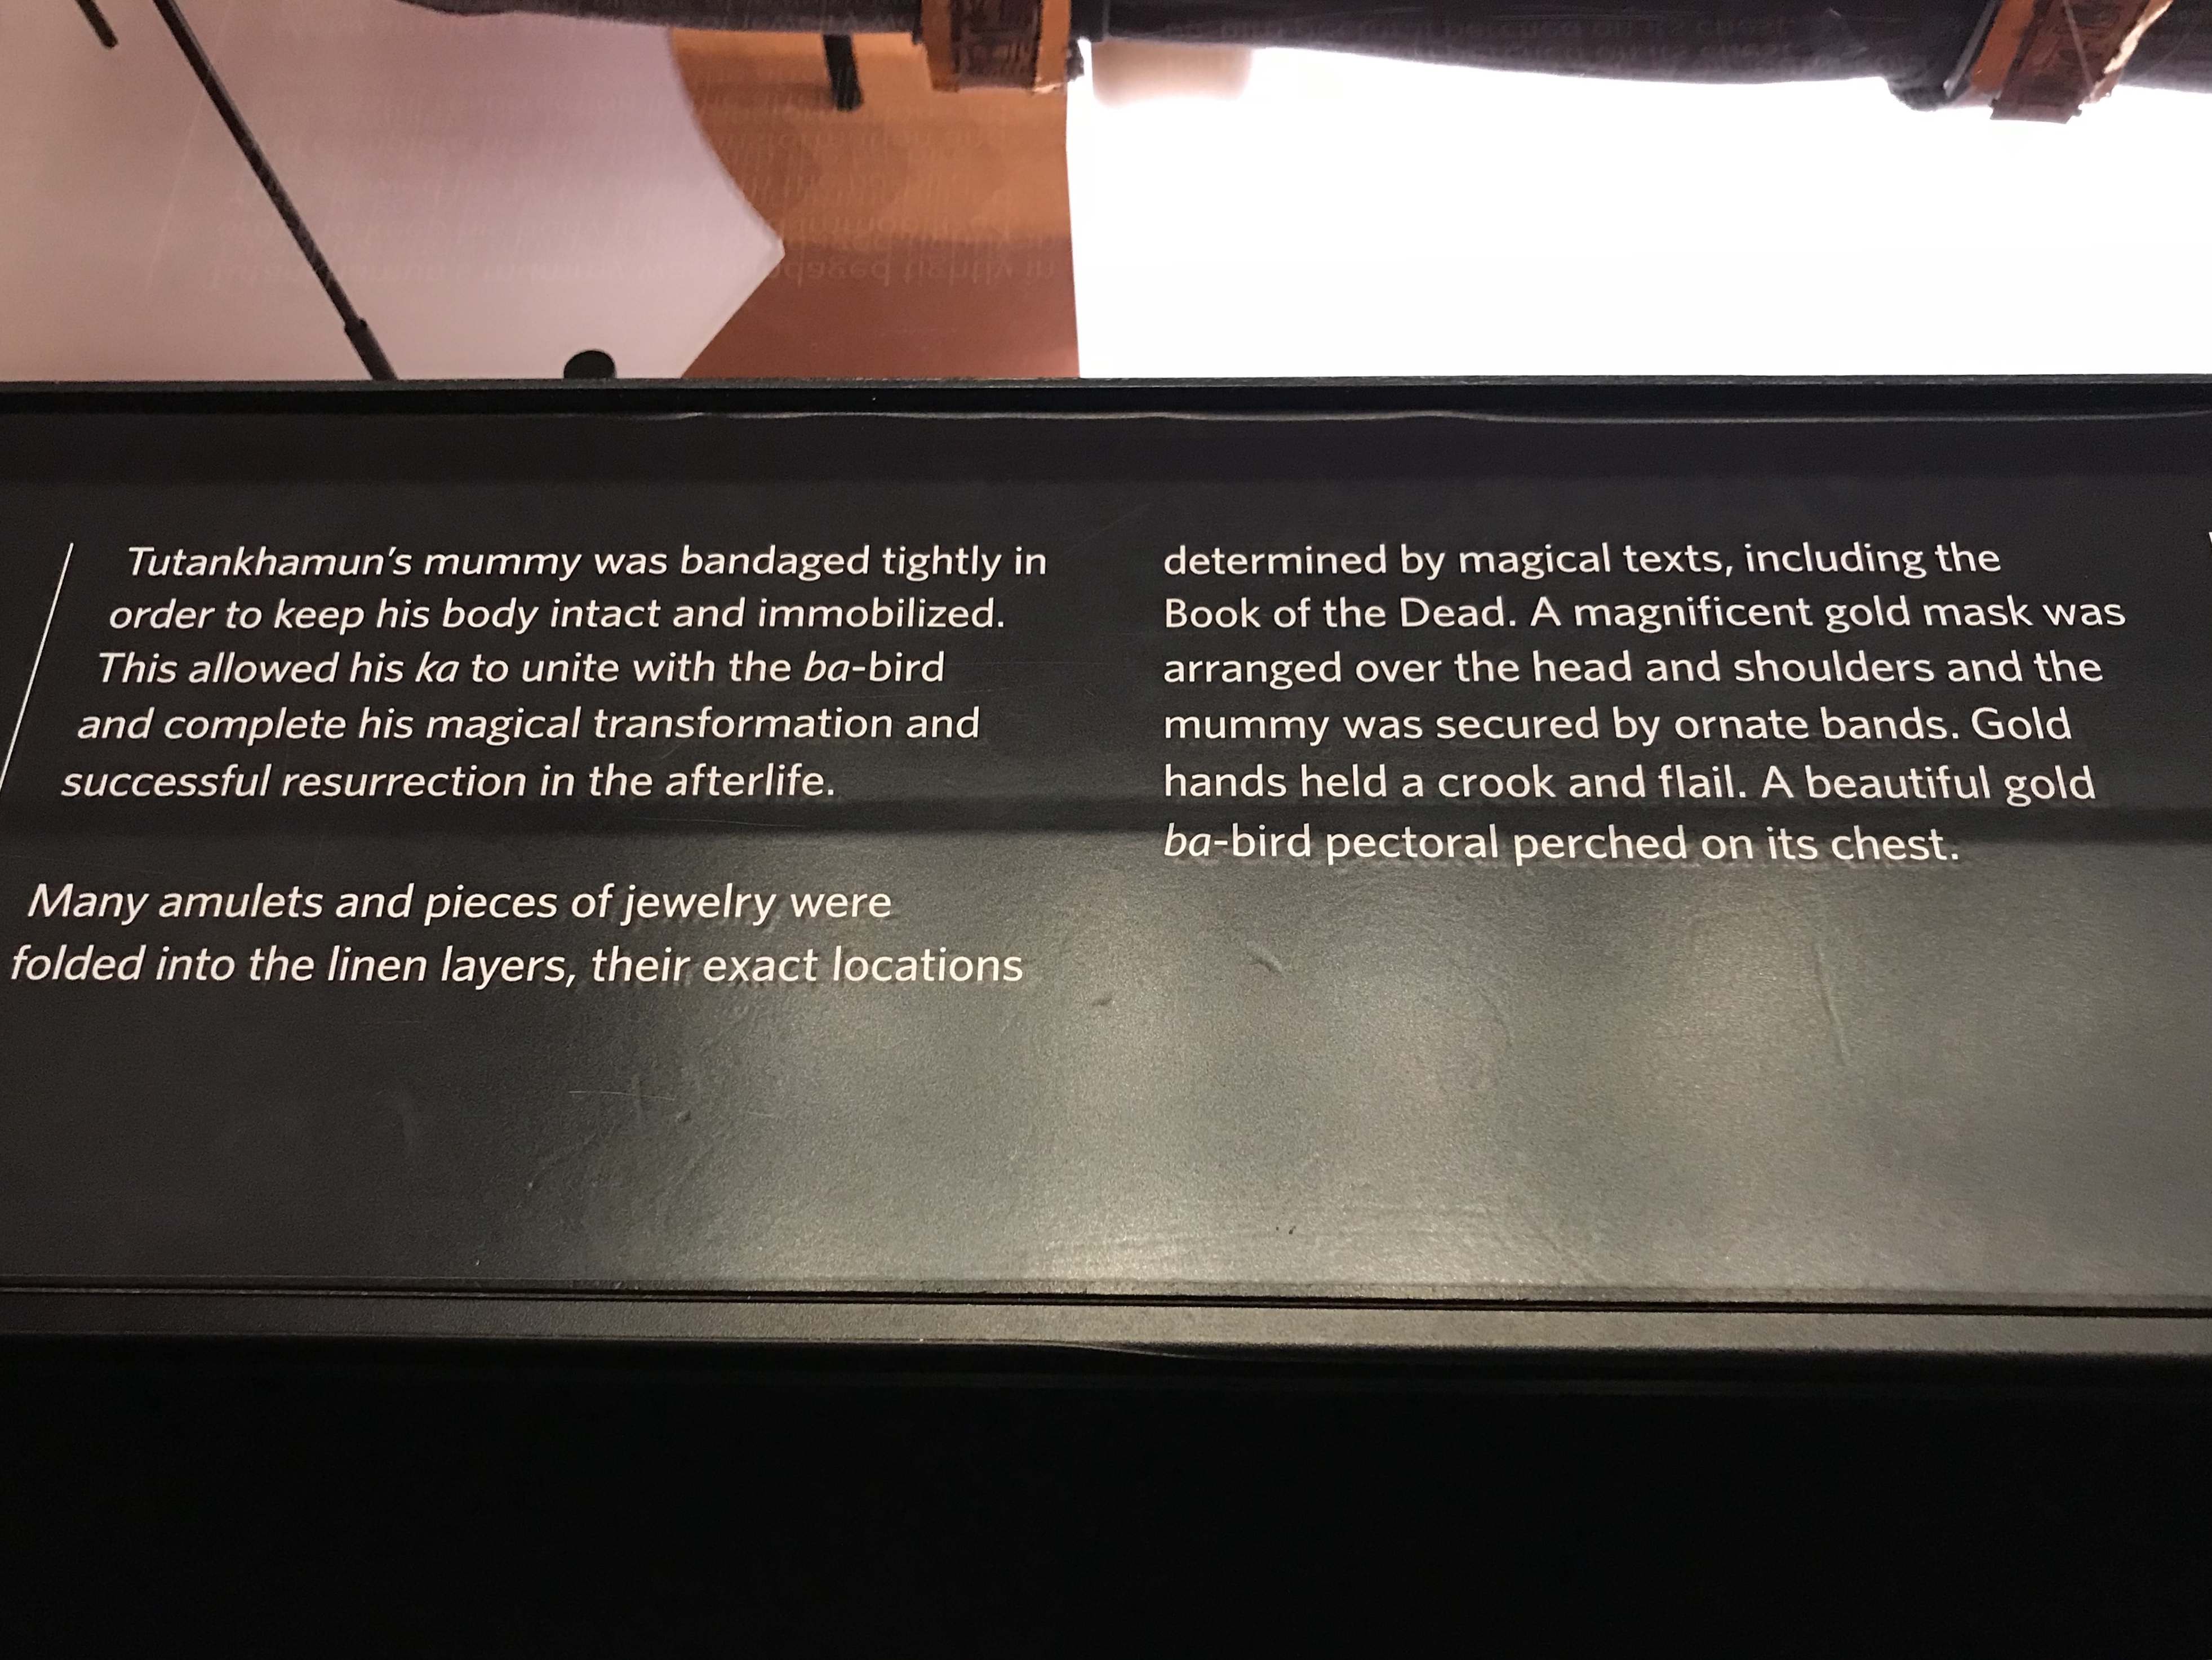 Tutankhamun's mummy was bandaged tightly in
order to keep his body intact and immobilized.
This allowed his ka to unite with the ba-bird
and complete his magical transformation and
successful resurrection in the afterlife.
Many amulets and pieces of jewelry were
folded into the linen layers, their exact locations
determined by magical texts, including the
Book of the Dead. A magnificent gold mask was
arranged over the head and shoulders and the
mummy was secured by ornate bands. Gold
hands held a crook and flail. A beautiful gold
ba-bird pectoral perched on its chest.